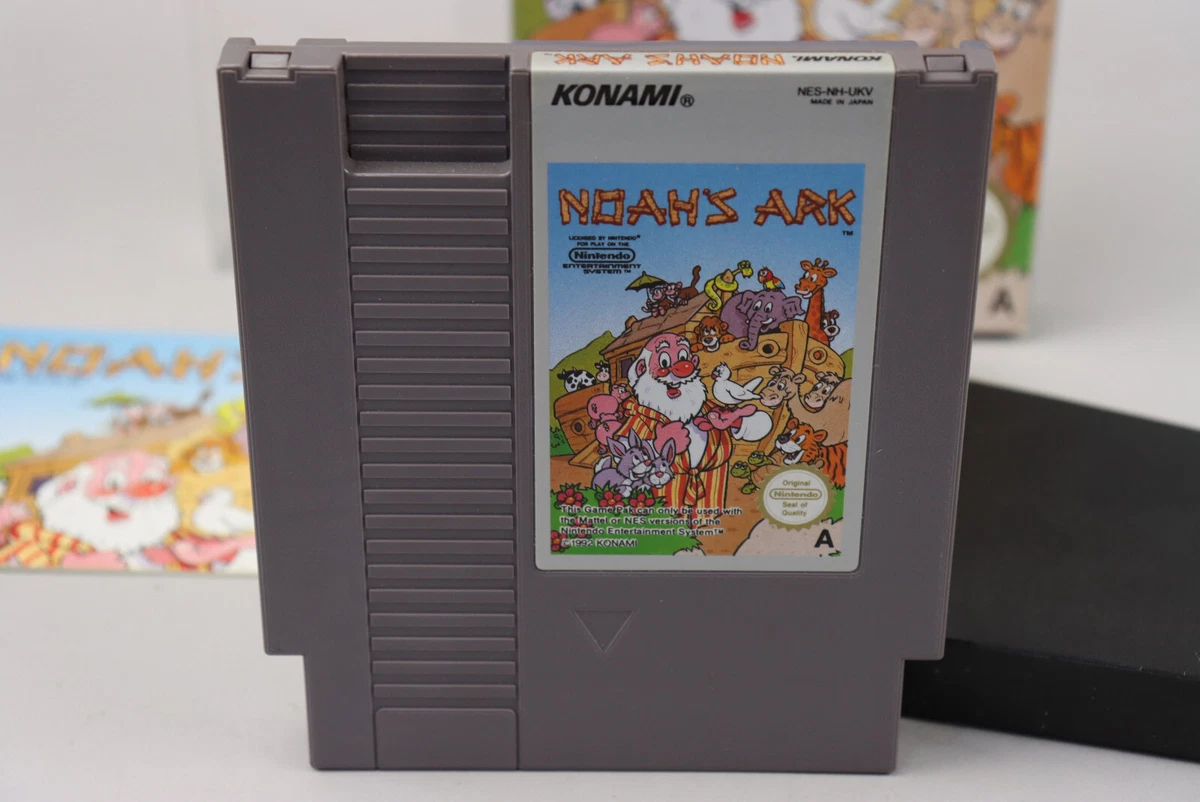 KONAMI. NOAH'S ARK
KONAMI®
NES-NH-UKV
MADE IN JAPAN
NOAH'S ARK
TM
LICENSED BY NINTENDO®
FOR PLAY ON THE
Nintendo
ENTERTAINMENT
SYSTEM™
Original
Nintendo
Seal of
Quality
This Game Pak can only be used with
the Mattel or NES versions of the
Nintendo Entertainment System™
©1992 KONAMI
A
NOAH'S
A